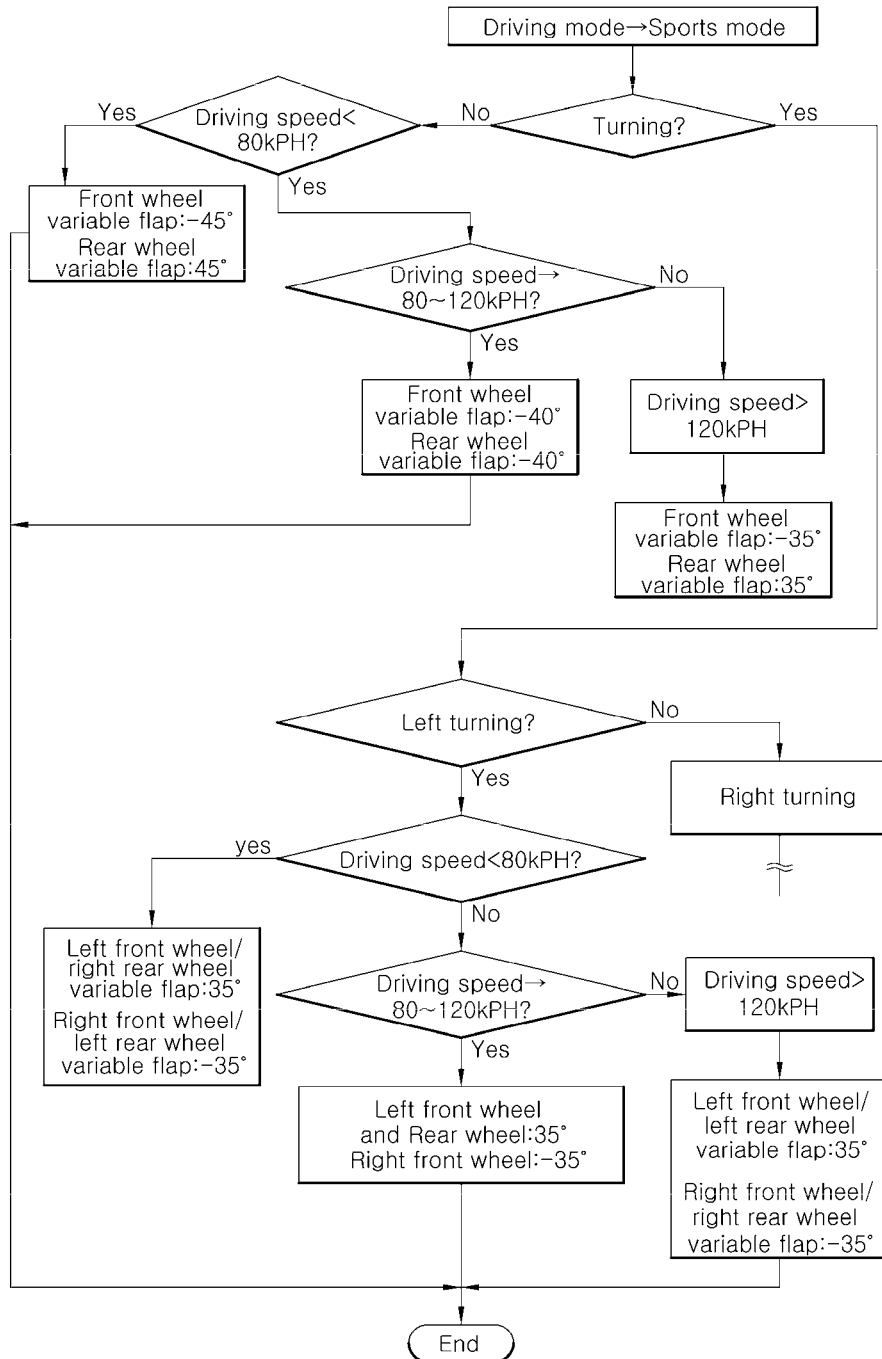 Driving mode→Sports mode
Turning?
No
Yes
Driving speed<
80kPH?
Yes
Yes
Front wheel
variable flap:-45°
Rear wheel
variable flap:45°
Driving speed→
80~120kPH?
No
Yes
Front wheel
variable flap:-40°
Rear wheel
variable flap:-40°
Driving speed>
120kPH
Front wheel
variable flap:-35°
Rear wheel
variable flap:35°
Left turning?
No
Yes
Right turning
Driving speed<80kPH?
yes
No
Left front wheel/
right rear wheel
variable flap:35°
Right front wheel/
left rear wheel
variable flap:-35°
Driving speed→
80~120kPH?
No
Yes
Driving speed>
120kPH
Left front wheel
and Rear wheel:35°
Right front wheel:-35°
Left front wheel/
left rear wheel
variable flap:35°
Right front wheel/
right rear wheel
variable flap:-35°
End